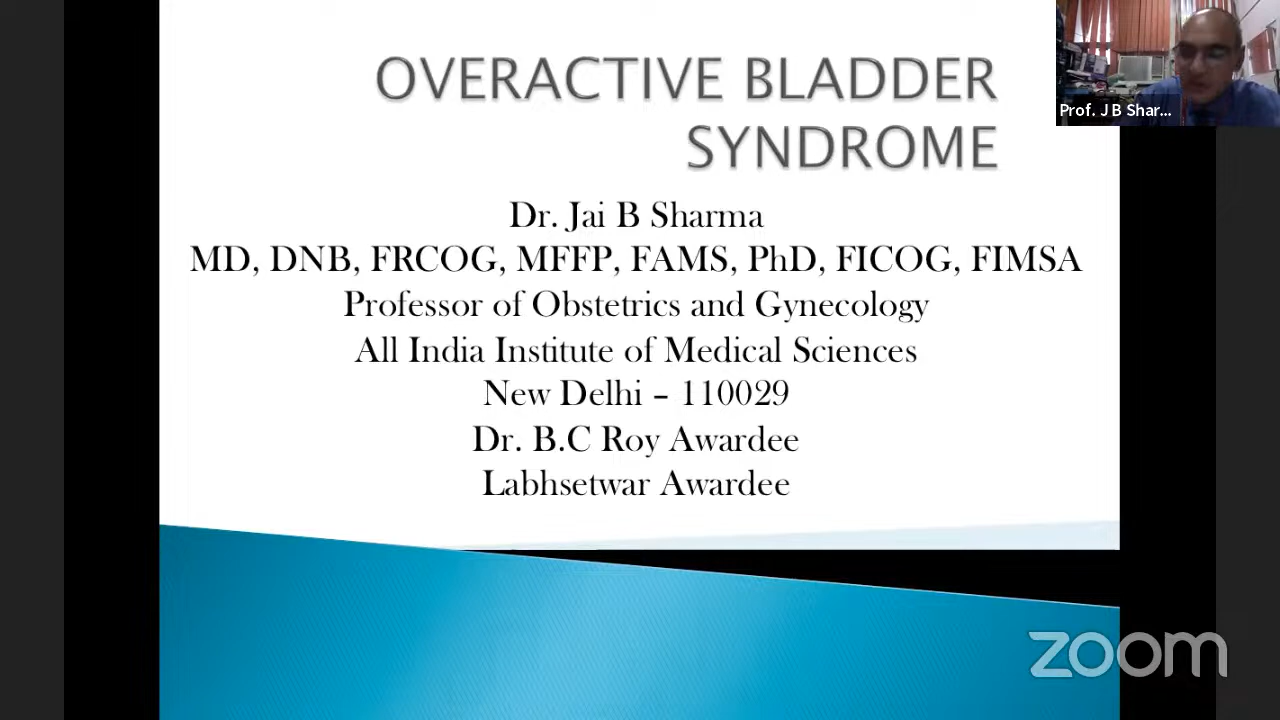 OVERACTIVE BLADDER
SYNDROME
Prof. J B Shar...
Dr. Jai B Sharma
MD, DNB, FRCOG, MFFP, FAMS, PhD, FICOG, FIMSA
Professor of Obstetrics and Gynecology
All India Institute of Medical Sciences
New Delhi – 110029
Dr. B.C Roy Awardee
Labhsetwar Awardee
zoom